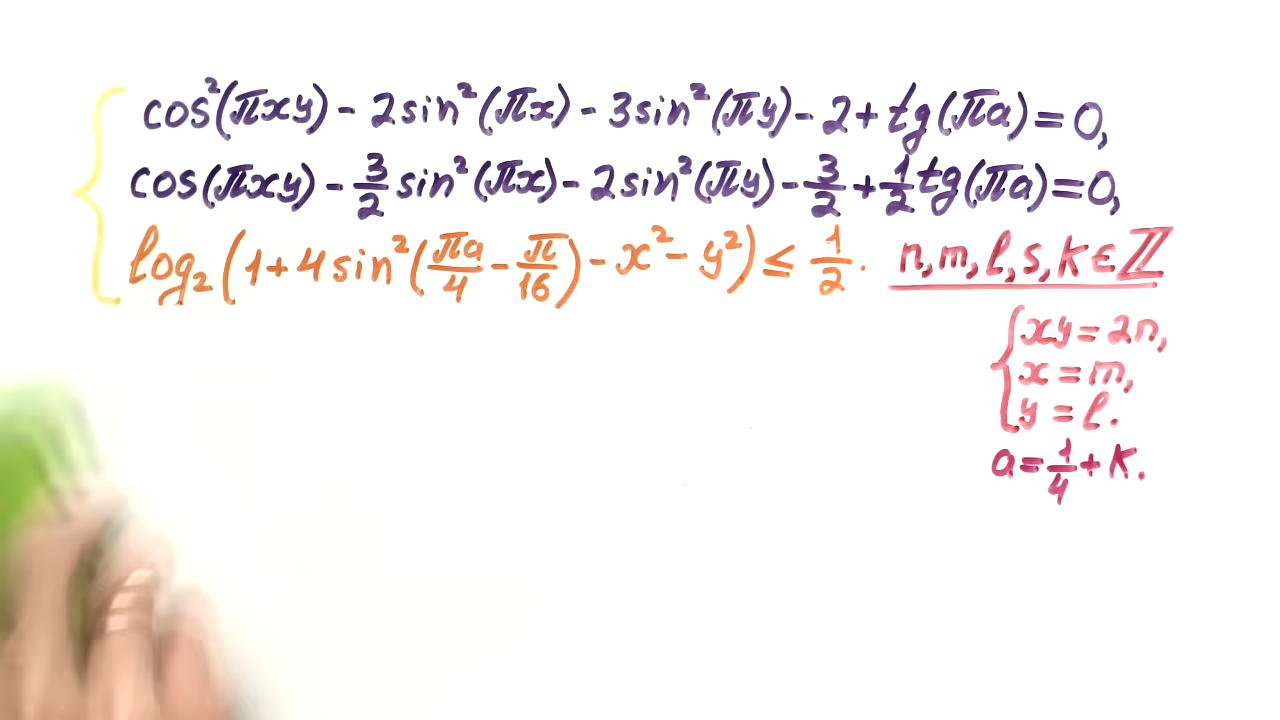 cos²(πxy) - 2sin²(πx) - 3sin²(πy) - 2 + tg(πa) = 0,
cos(πxy) - 3/2 sin²(πx) - 2sin²(πy) - 3/2 + 1/2 tg(πa) = 0,
log₂(1 + 4sin²(πa/4 - π/16) - x² - y²) ≤ 1/2. n, m, l, s, k ∈ ℤ
xy = 2n,
x = m,
y = l.
a = 1/4 + k.